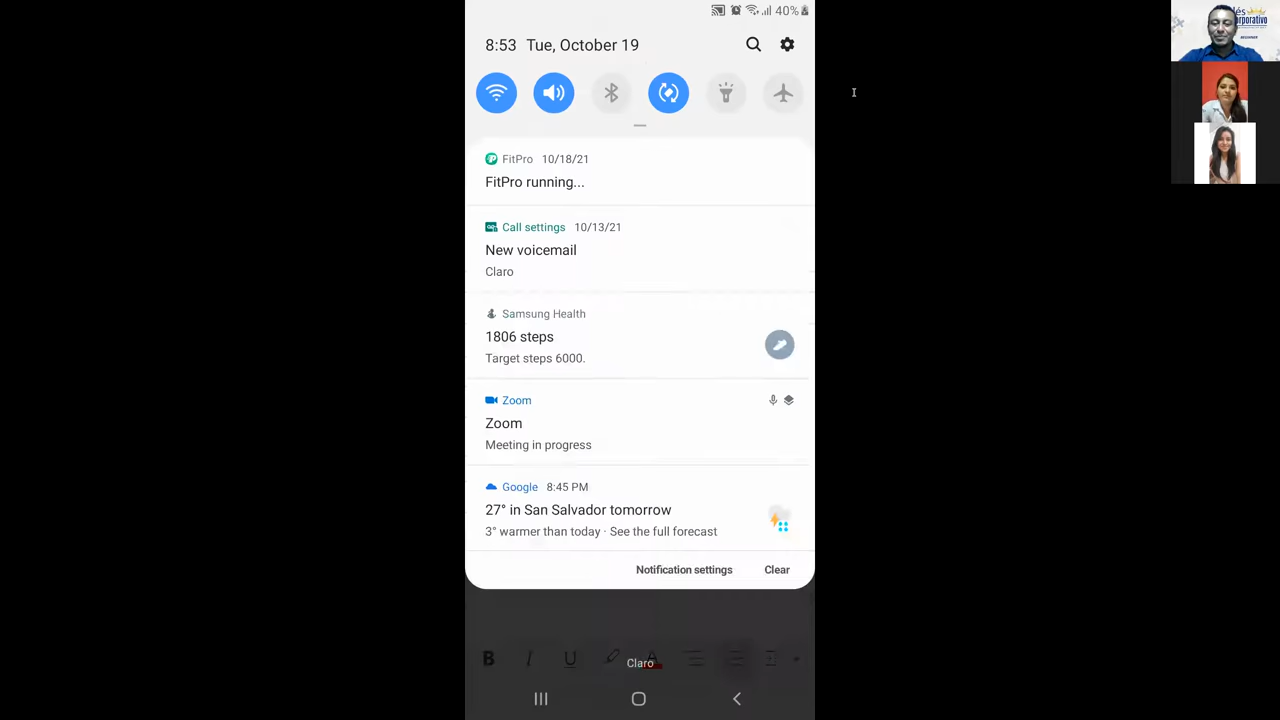 40%
8:53 Tue, October 19
FitPro 10/18/21
FitPro running...
Call settings 10/13/21
New voicemail
Claro
Samsung Health
1806 steps
Target steps 6000.
Zoom
Zoom
Meeting in progress
Google 8:45 PM
27° in San Salvador tomorrow
3° warmer than today · See the full forecast
Notification settings Clear
B I U A
Claro